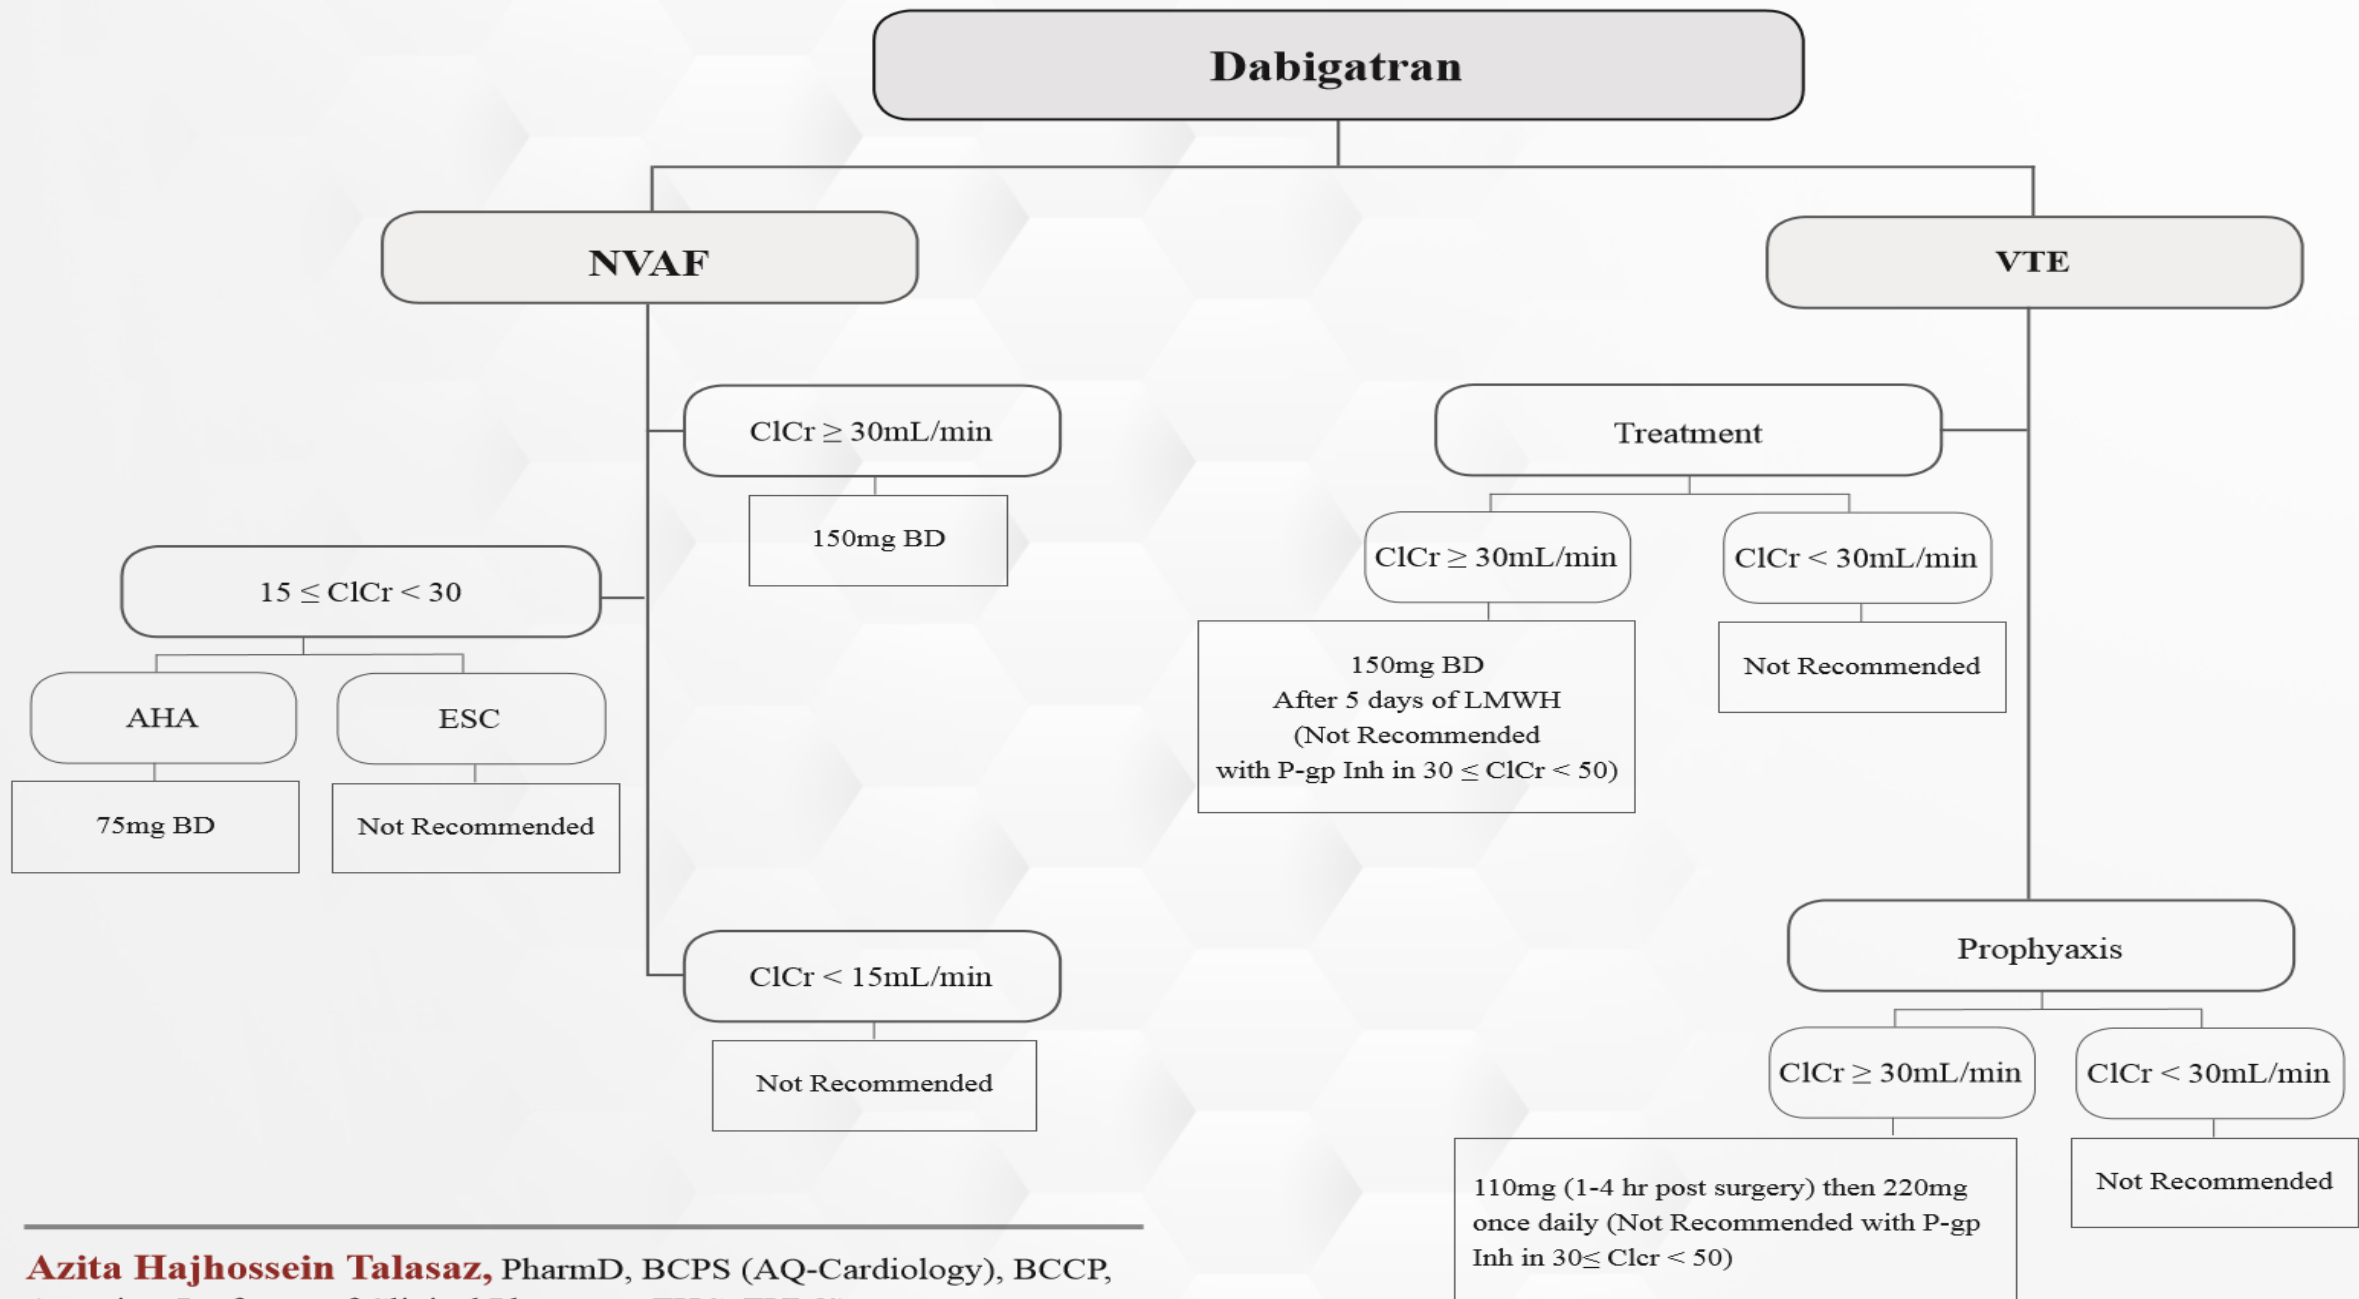 Dabigatran
NVAF
VTE
ClCr ≥ 30mL/min
150mg BD
15 ≤ ClCr < 30
AHA
ESC
75mg BD
Not Recommended
ClCr < 15mL/min
Not Recommended
Treatment
ClCr ≥ 30mL/min
ClCr < 30mL/min
150mg BD
After 5 days of LMWH
(Not Recommended
with P-gp Inh in 30 ≤ ClCr < 50)
Not Recommended
Prophyaxis
ClCr ≥ 30mL/min
ClCr < 30mL/min
110mg (1-4 hr post surgery) then 220mg
once daily (Not Recommended with P-gp
Inh in 30≤ Clcr < 50)
Not Recommended
Azita Hajhossein Talasaz, PharmD, BCPS (AQ-Cardiology), BCCP,